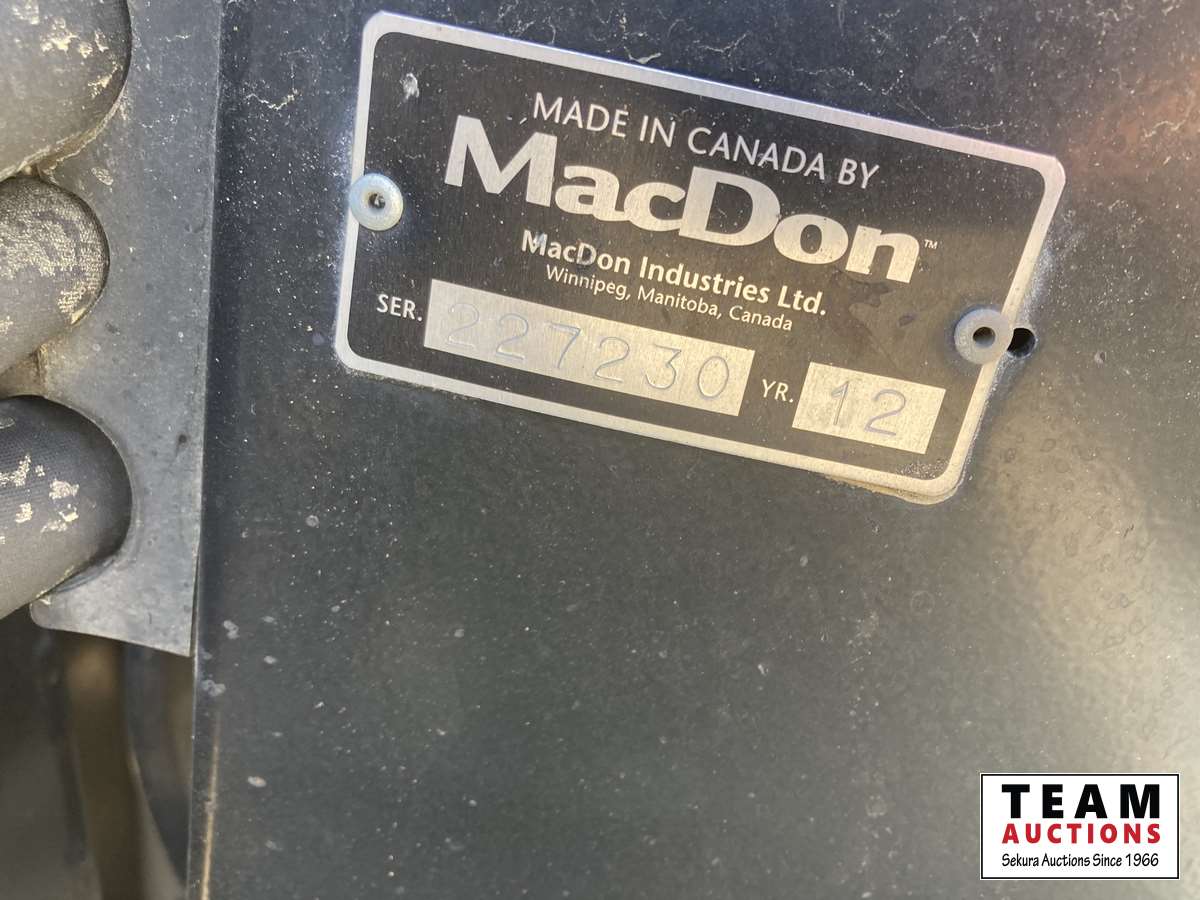 MADE IN CANADA BY
MacDon™
MacDon Industries Ltd.
Winnipeg, Manitoba, Canada
SER. 227230 YR. 12
TEAM
AUCTIONS
Sekura Auctions Since 1966